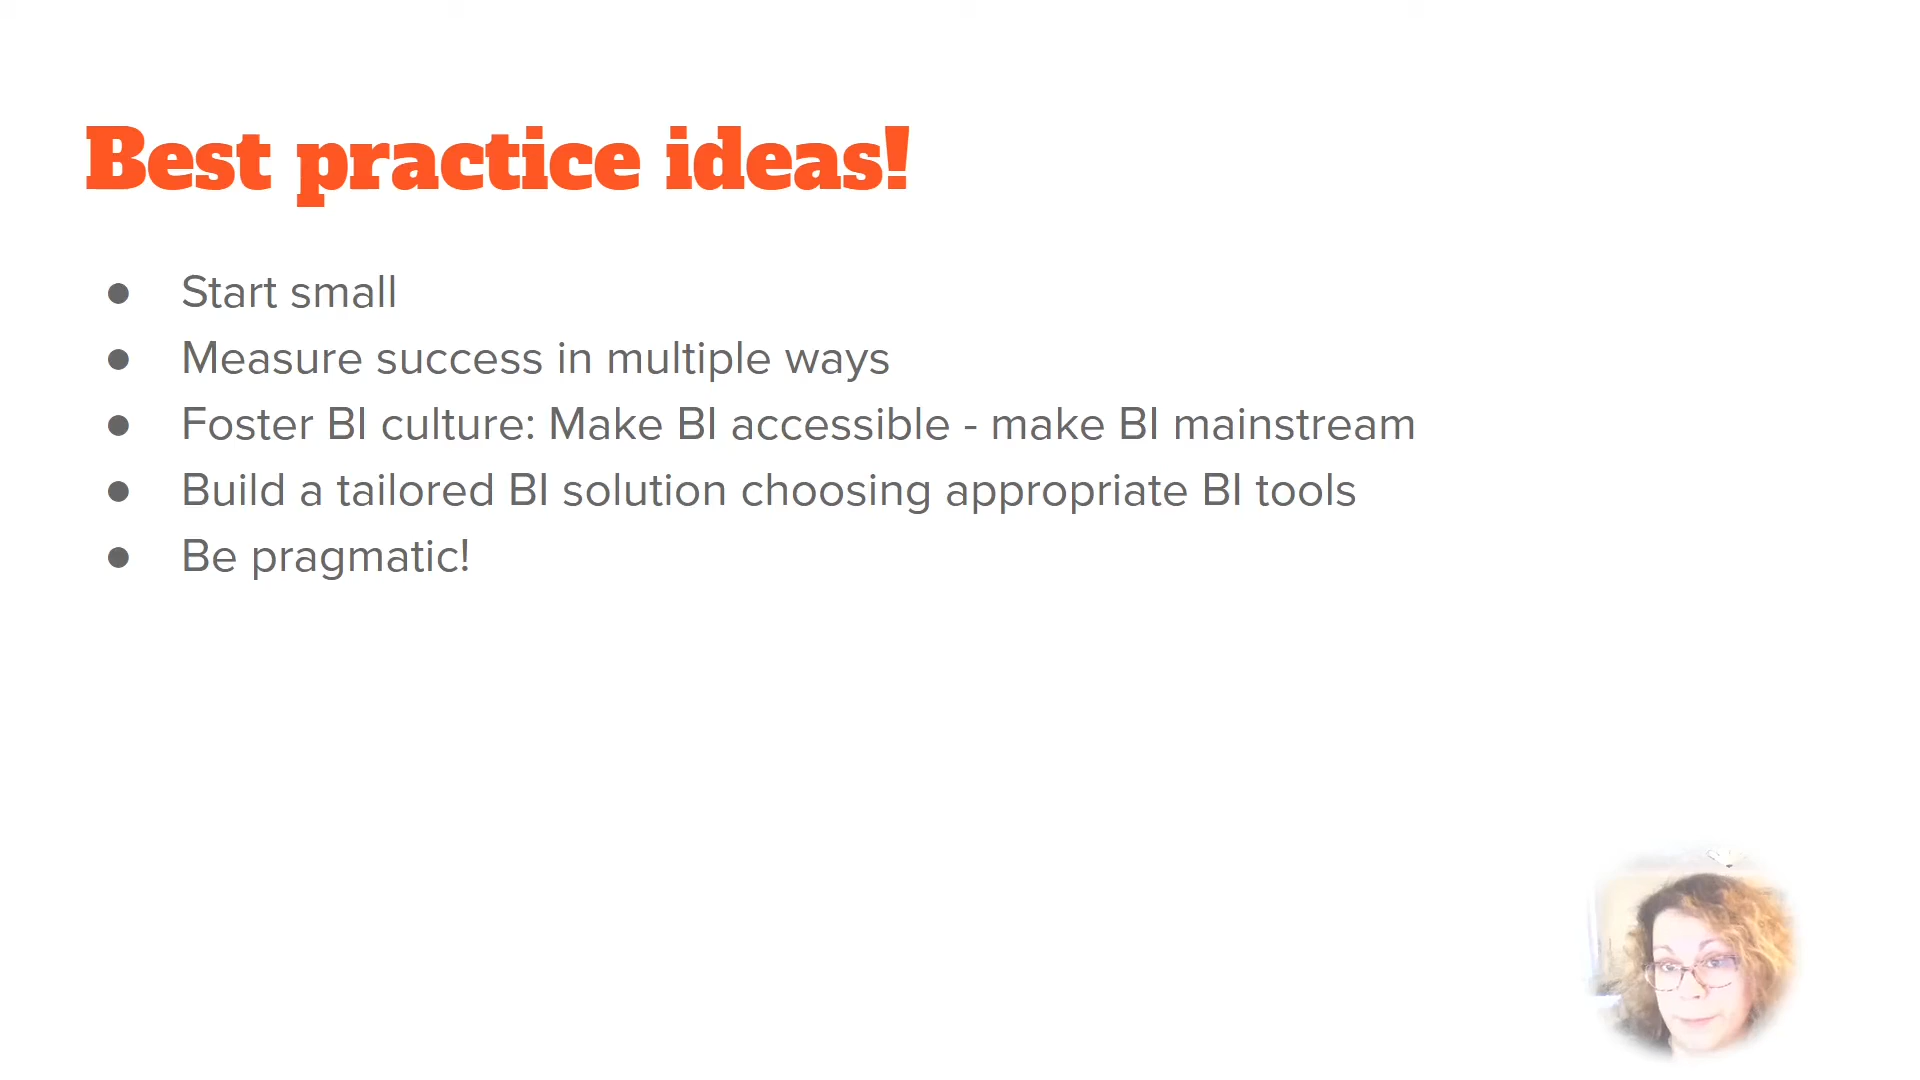 Best practice ideas!
● Start small
● Measure success in multiple ways
● Foster BI culture: Make BI accessible - make BI mainstream
● Build a tailored BI solution choosing appropriate BI tools
● Be pragmatic!